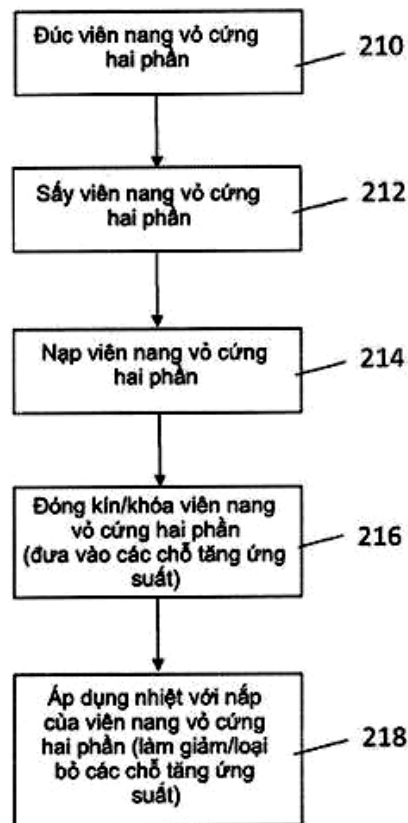 Đúc viên nang vỏ cứng
hai phần
210
Sấy viên nang vỏ cứng
hai phần
212
Nạp viên nang vỏ cứng
hai phần
214
Đóng kín/khóa viên nang
vỏ cứng hai phần
(đưa vào các chỗ tăng ứng
suất)
216
Áp dụng nhiệt với nắp
của viên nang vỏ cứng
hai phần (làm giảm/loại
bỏ các chỗ tăng ứng
suất)
218